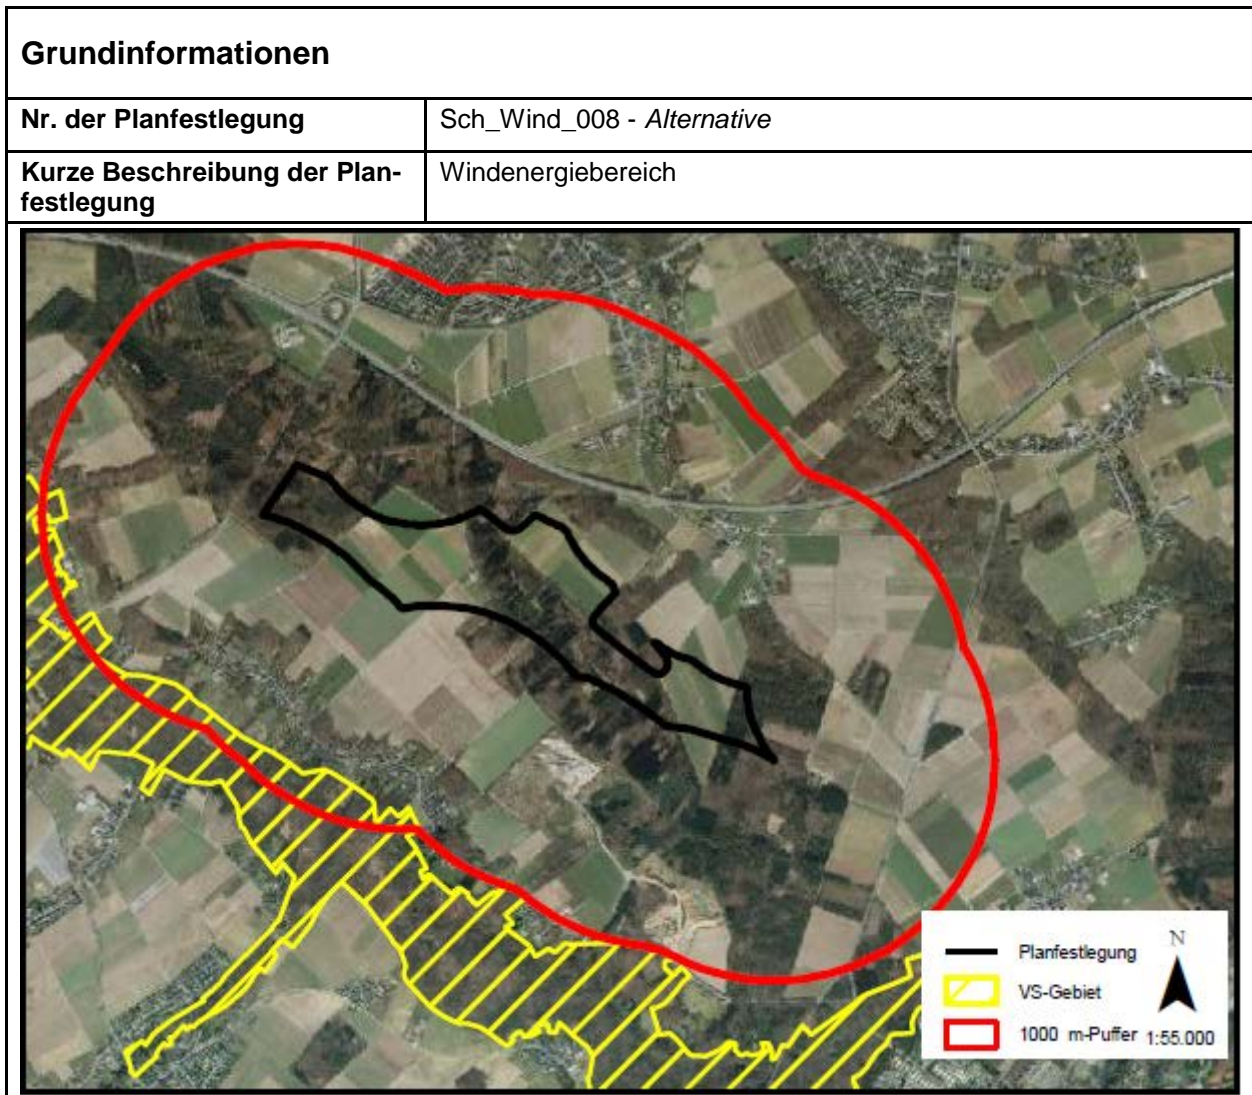 Grundinformationen
Nr. der Planfestlegung
Sch_Wind_008 - Alternative
Kurze Beschreibung der Plan-
festlegung
Windenergiebereich
Planfestlegung
VS-Gebiet
1000 m-Puffer
N
1:55.000